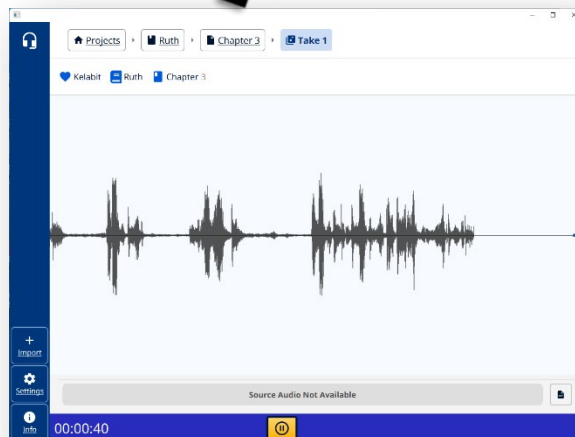 Projects Ruth Chapter 3 Take 1
Kelabit Ruth Chapter 3
Import
Settings
Source Audio Not Available
Info
00:00:40